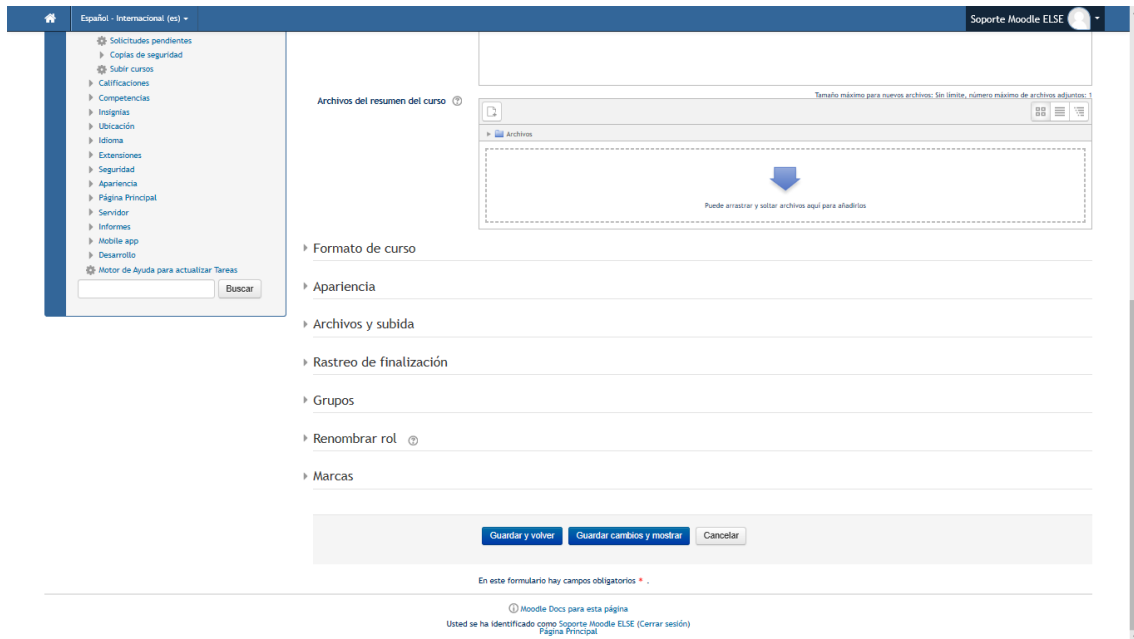 Español - Internacional (es)
Soporte Moodle ELSE
Solicitudes pendientes
Copias de seguridad
Subir cursos
Calificaciones
Competencias
Insignias
Ubicación
Idioma
Extensiones
Seguridad
Apariencia
Página Principal
Servidor
Informes
Mobile app
Desarrollo
Motor de Ayuda para actualizar Tareas
Buscar
Tamaño máximo para nuevos archivos: Sin límite, número máximo de archivos adjuntos: 1
Archivos del resumen del curso
Archivos
Puede arrastrar y soltar archivos aquí para añadirlos
Formato de curso
Apariencia
Archivos y subida
Rastreo de finalización
Grupos
Renombrar rol
Marcas
Guardar y volver
Guardar cambios y mostrar
Cancelar
En este formulario hay campos obligatorios * .
Moodle Docs para esta página
Usted se ha identificado como Soporte Moodle ELSE (Cerrar sesión)
Página Principal